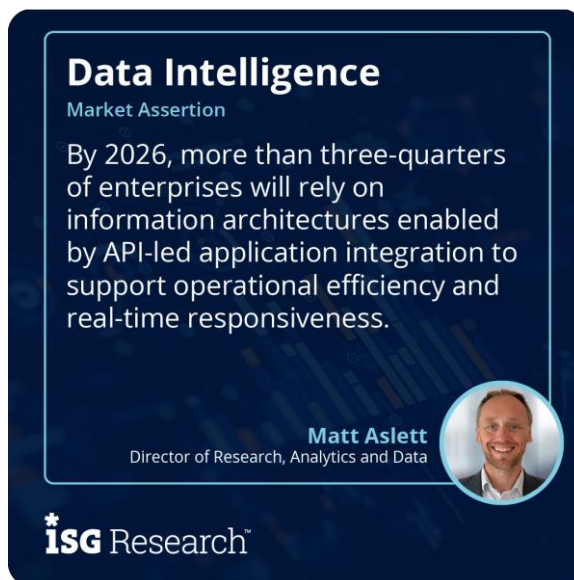 Data Intelligence
Market Assertion
By 2026, more than three-quarters
of enterprises will rely on
information architectures enabled
by API-led application integration to
support operational efficiency and
real-time responsiveness.
Matt Aslett
Director of Research, Analytics and Data
*isg Research™